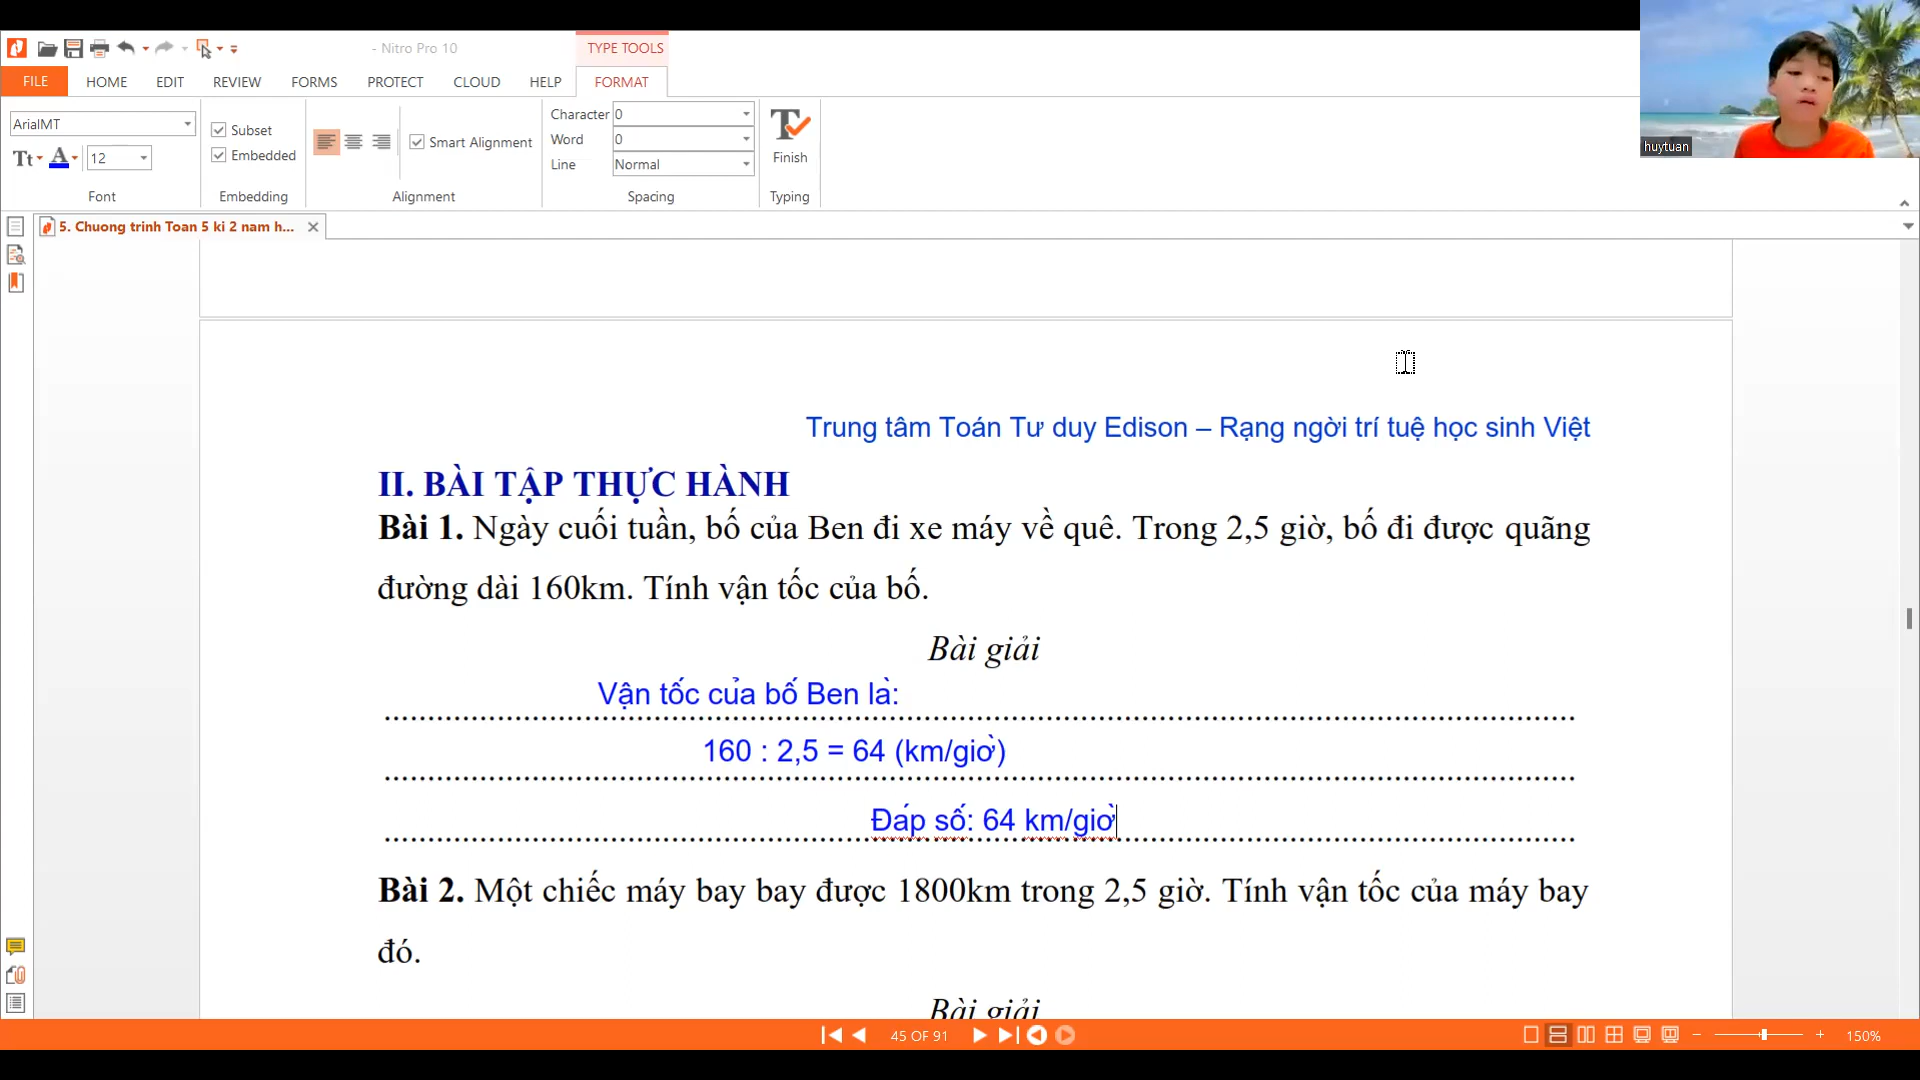 - Nitro Pro 10
TYPE TOOLS
FILE
HOME
EDIT
REVIEW
FORMS
PROTECT
CLOUD
HELP
FORMAT
huytuan
ArialMT
Tt
A
12
Font
Subset
Embedded
Embedding
Smart Alignment
Alignment
Character 0
Word 0
Line Normal
Spacing
Finish
Typing
5. Chuong trinh Toan 5 ki 2 nam h...
Trung tâm Toán Tư duy Edison – Rạng ngời trí tuệ học sinh Việt
II. BÀI TẬP THỰC HÀNH
Bài 1. Ngày cuối tuần, bố của Ben đi xe máy về quê. Trong 2,5 giờ, bố đi được quãng
đường dài 160km. Tính vận tốc của bố.
Bài giải
Vận tốc của bố Ben là:
160 : 2,5 = 64 (km/giờ)
Đáp số: 64 km/giờ
Bài 2. Một chiếc máy bay bay được 1800km trong 2,5 giờ. Tính vận tốc của máy bay
đó.
Bài giải
45 OF 91
150%